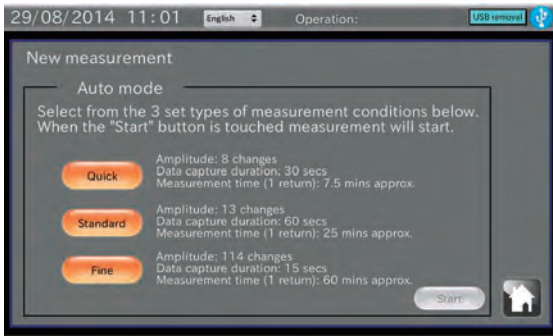 29/08/2014 11:01 English Operation: USB removal
New measurement
Auto mode
Select from the 3 set types of measurement conditions below.
When the "Start" button is touched measurement will start.
Quick
Amplitude: 8 changes
Data capture duration: 30 secs
Measurement time (1 return): 7.5 mins approx.
Standard
Amplitude: 13 changes
Data capture duration: 60 secs
Measurement time (1 return): 25 mins approx.
Fine
Amplitude: 114 changes
Data capture duration: 15 secs
Measurement time (1 return): 60 mins approx.
Start